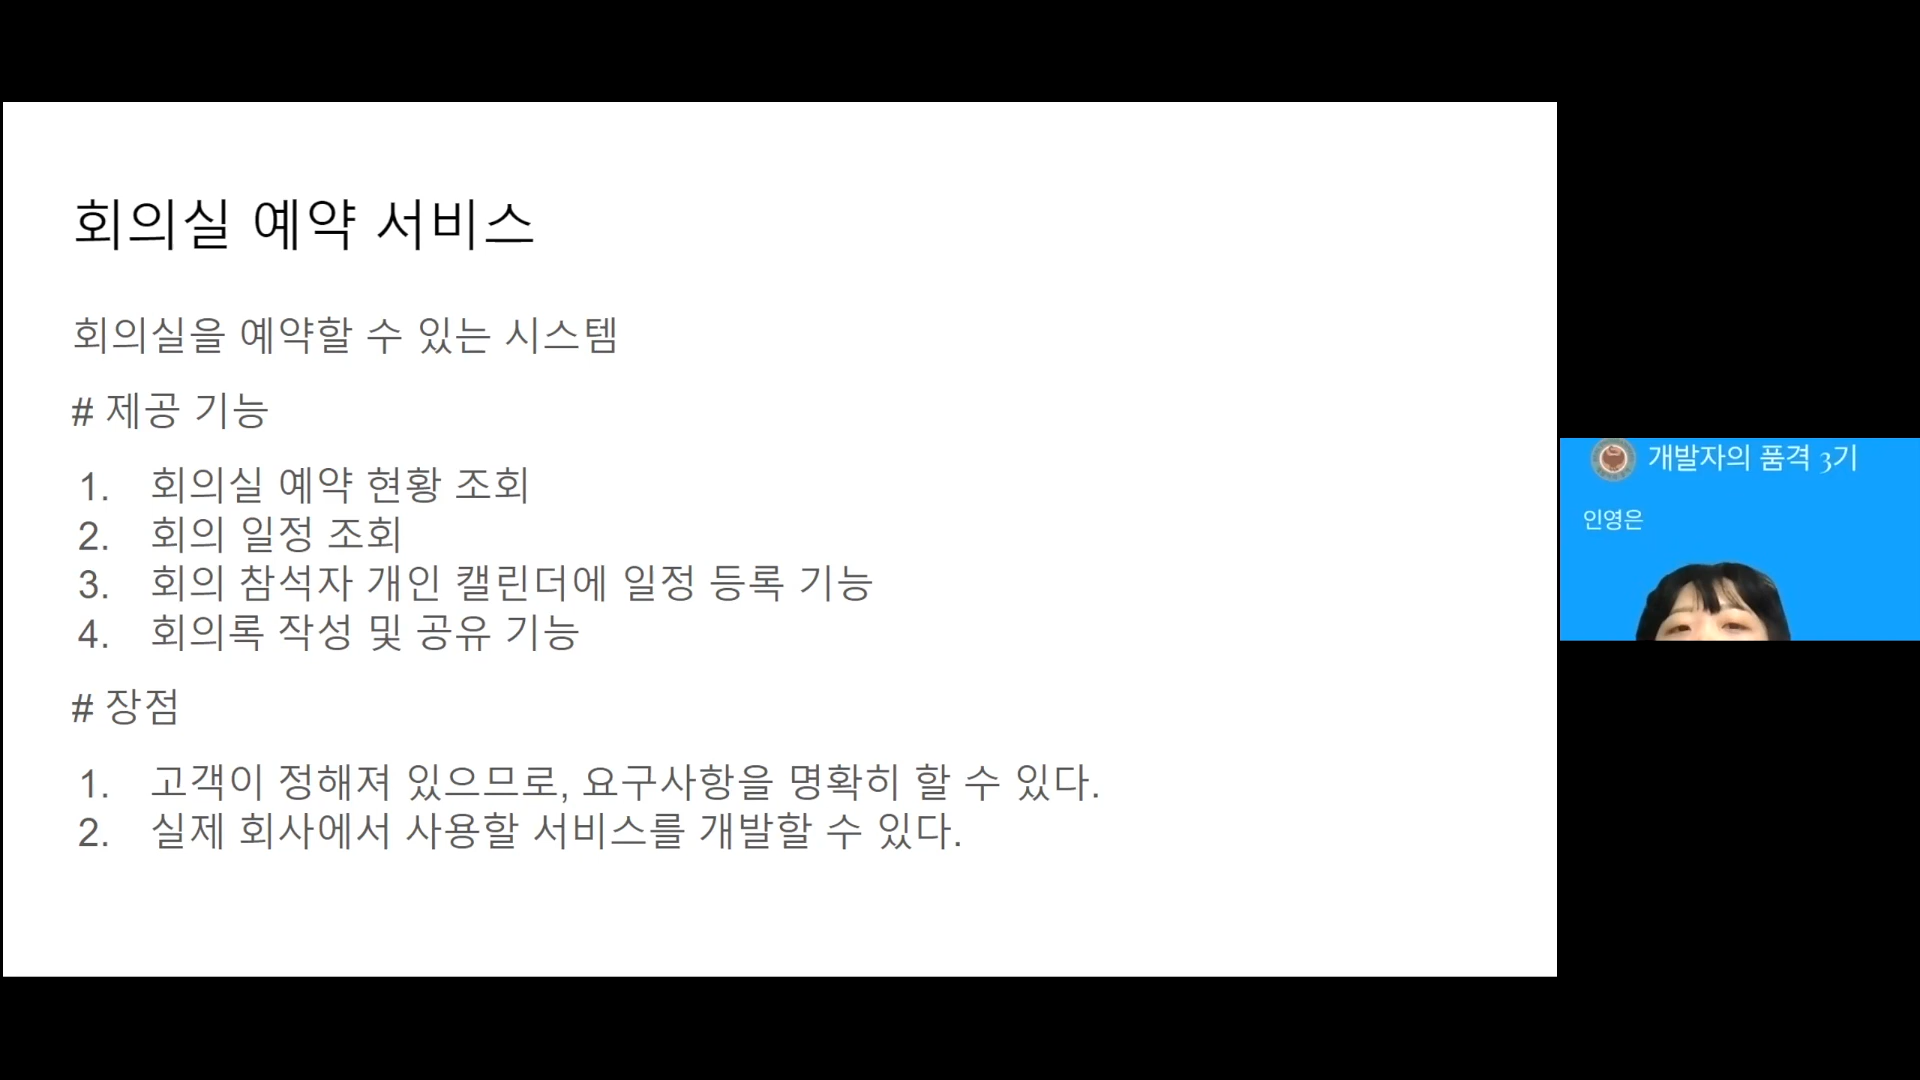 회의실 예약 서비스
회의실을 예약할 수 있는 시스템
# 제공 기능
1. 회의실 예약 현황 조회
2. 회의 일정 조회
3. 회의 참석자 개인 캘린더에 일정 등록 기능
4. 회의록 작성 및 공유 기능
# 장점
1. 고객이 정해져 있으므로, 요구사항을 명확히 할 수 있다.
2. 실제 회사에서 사용할 서비스를 개발할 수 있다.
개발자의 품격 3기
인영은